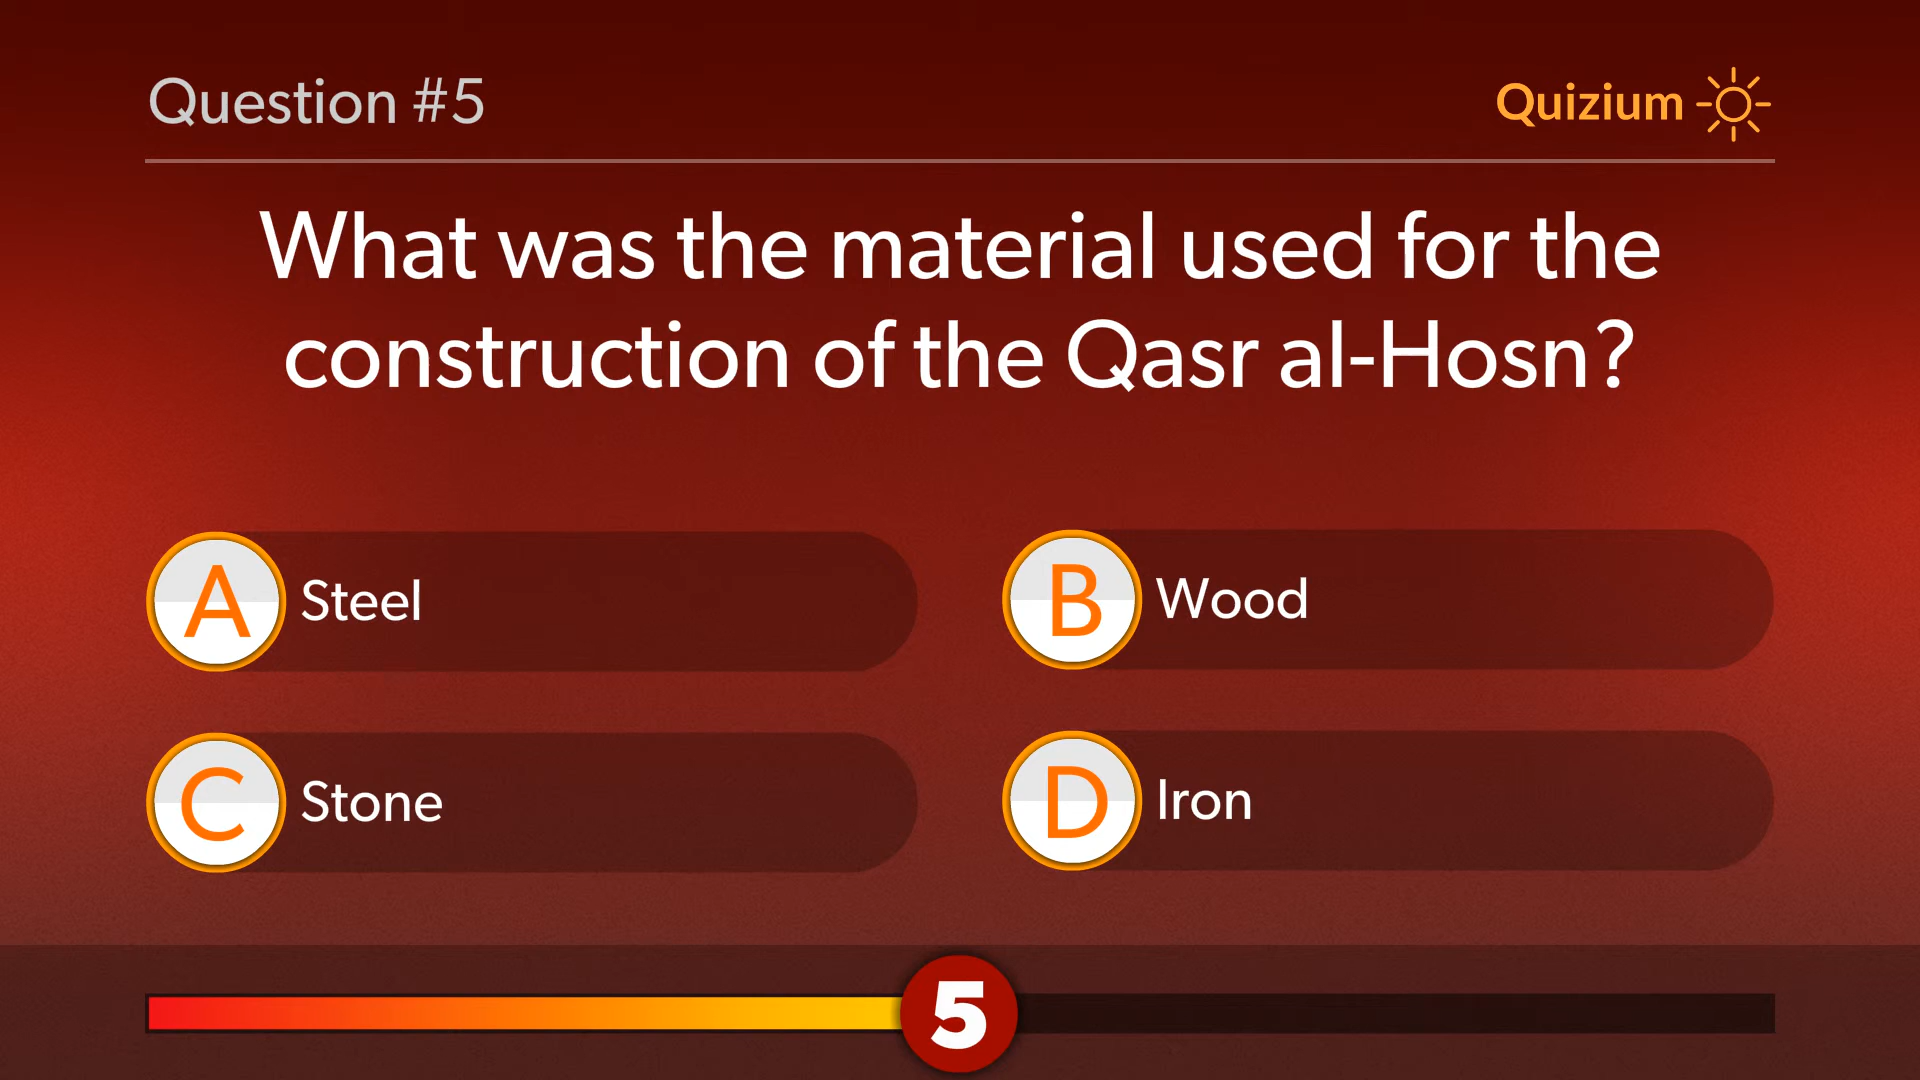 Question #5
Quizium
What was the material used for the
construction of the Qasr al-Hosn?
A Steel
B Wood
C Stone
D Iron
5